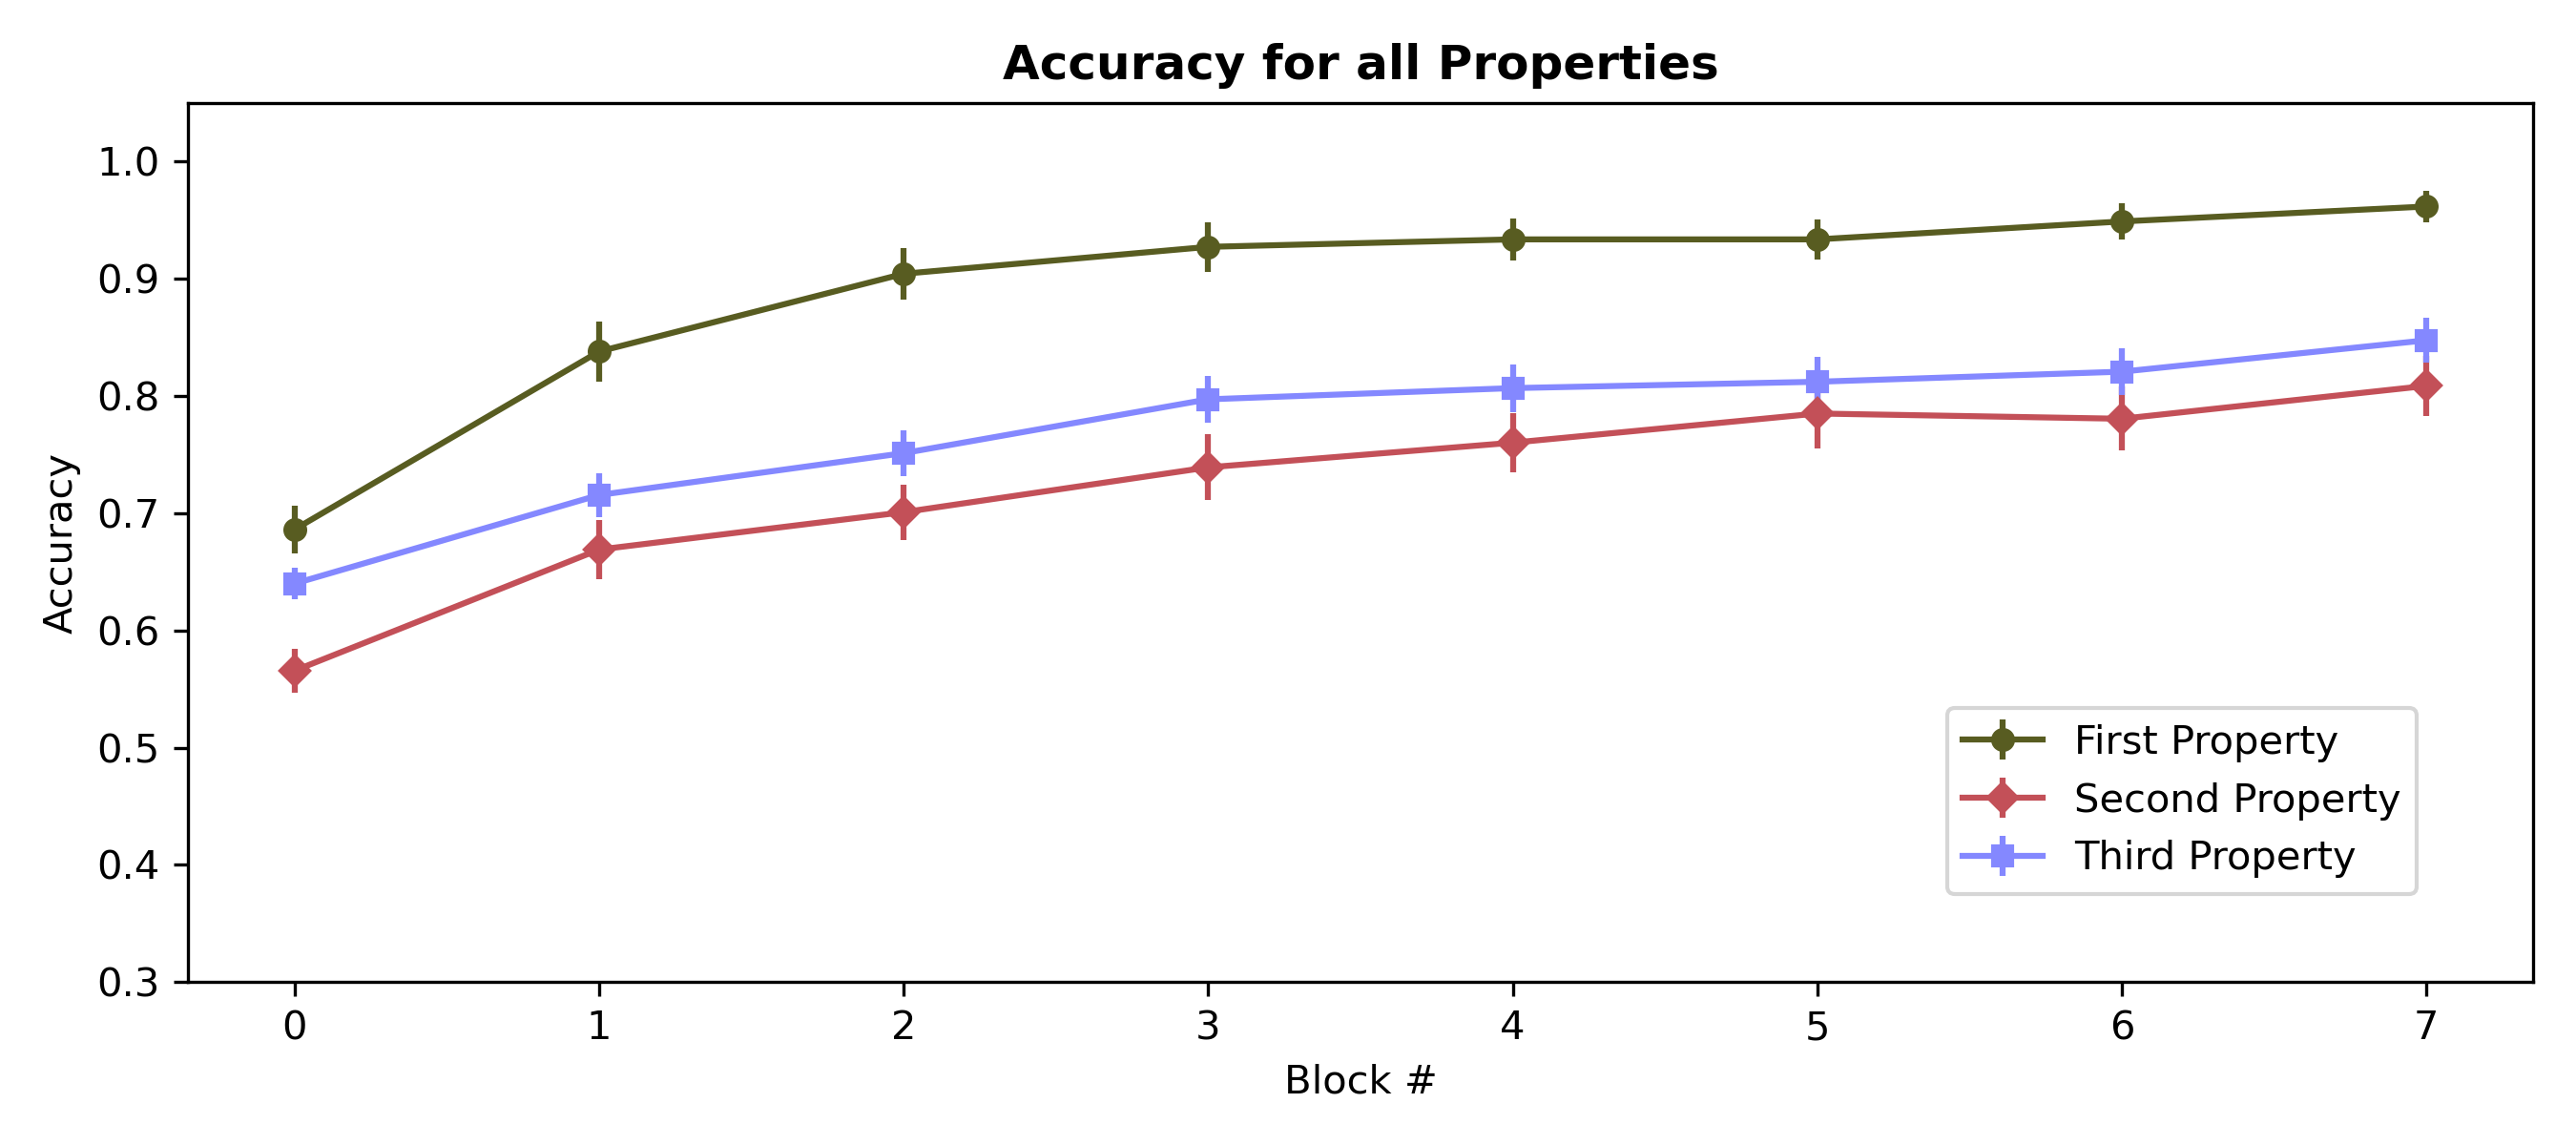 Accuracy for all Properties
Accuracy
1.0
0.9
0.8
0.7
0.6
0.5
0.4
0.3
0 1 2 3 4 5 6 7
Block #
First Property
Second Property
Third Property